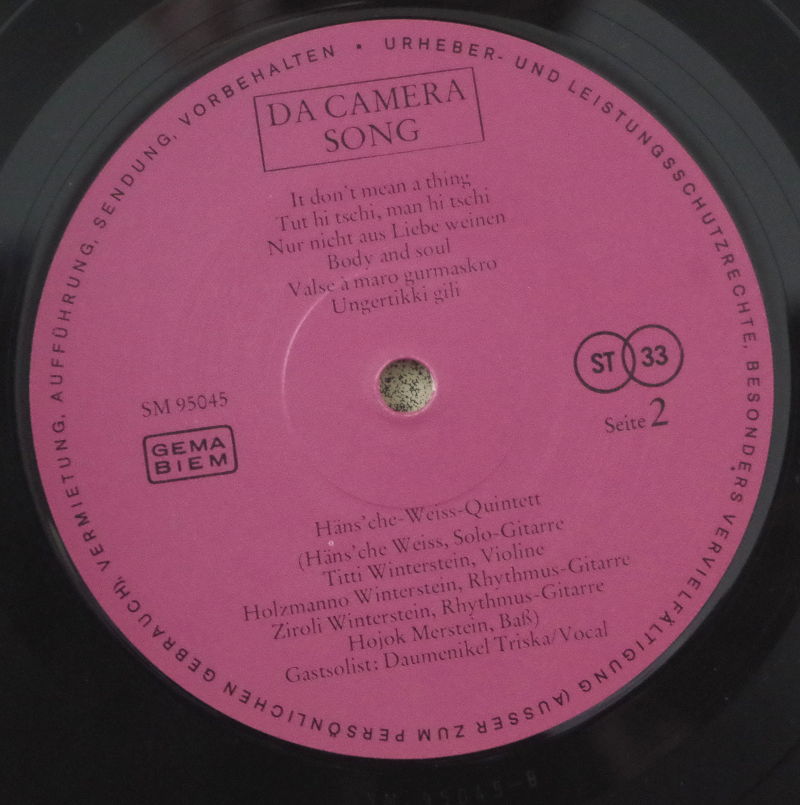 URHEBER- UND LEISTUNGSSCHUTZRECHTE, BESONDERS VERVIELFÄLTIGUNG (AUSSER ZUM PERSÖNLICHEN GEBRAUCH), VERMIETUNG, AUFFÜHRUNG, SENDUNG, VORBEHALTEN •
DA CAMERA
SONG
It don't mean a thing
Tut hi tschi, man hi tschi
Nur nicht aus Liebe weinen
Body and soul
Valse à maro gurmaskro
Ungertikki gili
ST 33
SM 95045
Seite 2
GEMA
BIEM
Häns'che-Weiss-Quintett
(Häns'che Weiss, Solo-Gitarre
Titti Winterstein, Violine
Holzmanno Winterstein, Rhythmus-Gitarre
Ziroli Winterstein, Rhythmus-Gitarre
Hojok Merstein, Baß)
Gastsolist: Daumenikel Triska/Vocal